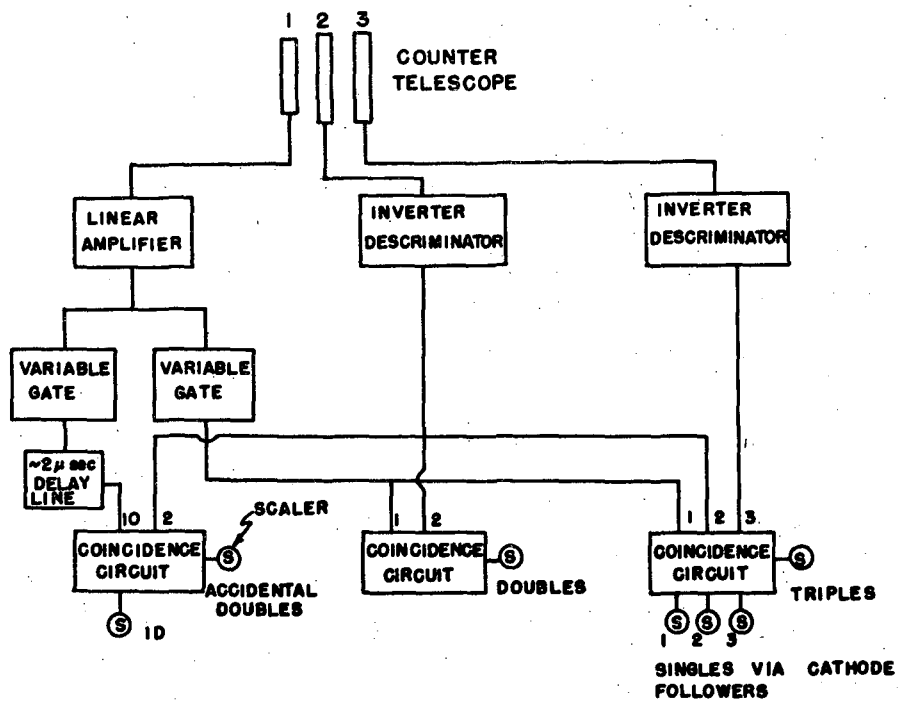 1 2 3
COUNTER
TELESCOPE
LINEAR
AMPLIFIER
INVERTER
DESCRIMINATOR
INVERTER
DESCRIMINATOR
VARIABLE
GATE
VARIABLE
GATE
~2μ sec
DELAY
LINE
10 2
SCALER
1 2
1 2 3
COINCIDENCE
CIRCUIT
S
ACCIDENTAL
DOUBLES
S 1D
COINCIDENCE
CIRCUIT
S
DOUBLES
COINCIDENCE
CIRCUIT
S
TRIPLES
1 S 2 S 3 S
SINGLES VIA CATHODE
FOLLOWERS